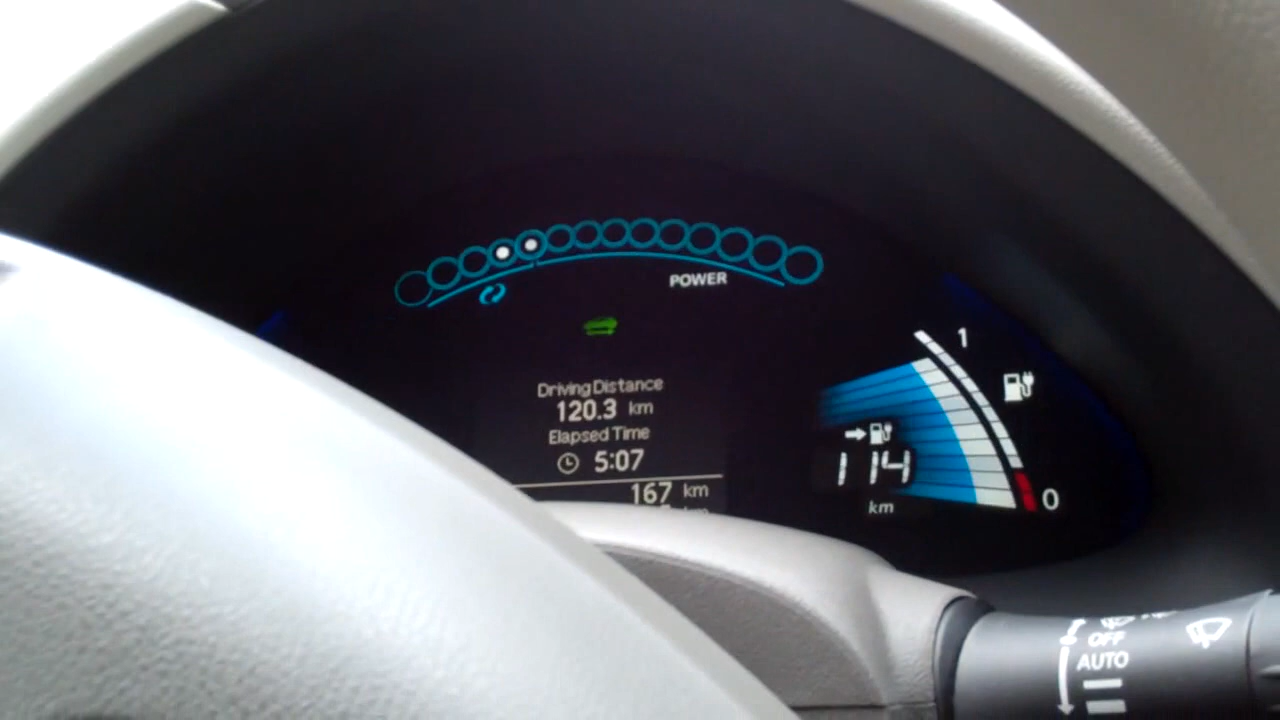 POWER
1
Driving Distance
120.3 km
Elapsed Time
5:07
114
km
0
167 km
OFF
AUTO